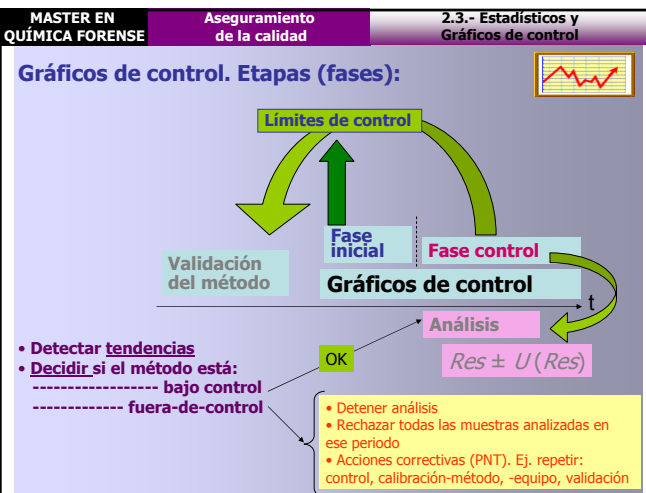 MASTER EN
QUÍMICA FORENSE
Aseguramiento
de la calidad
2.3.- Estadísticos y
Gráficos de control
Gráficos de control. Etapas (fases):
Límites de control
Fase
inicial
Fase control
Validación
del método
Gráficos de control
t
Análisis
Res ± U(Res)
• Detectar tendencias
• Decidir si el método está:
------------------ bajo control
------------- fuera-de-control
OK
• Detener análisis
• Rechazar todas las muestras analizadas en
ese periodo
• Acciones correctivas (PNT). Ej. repetir:
control, calibración-método, -equipo, validación